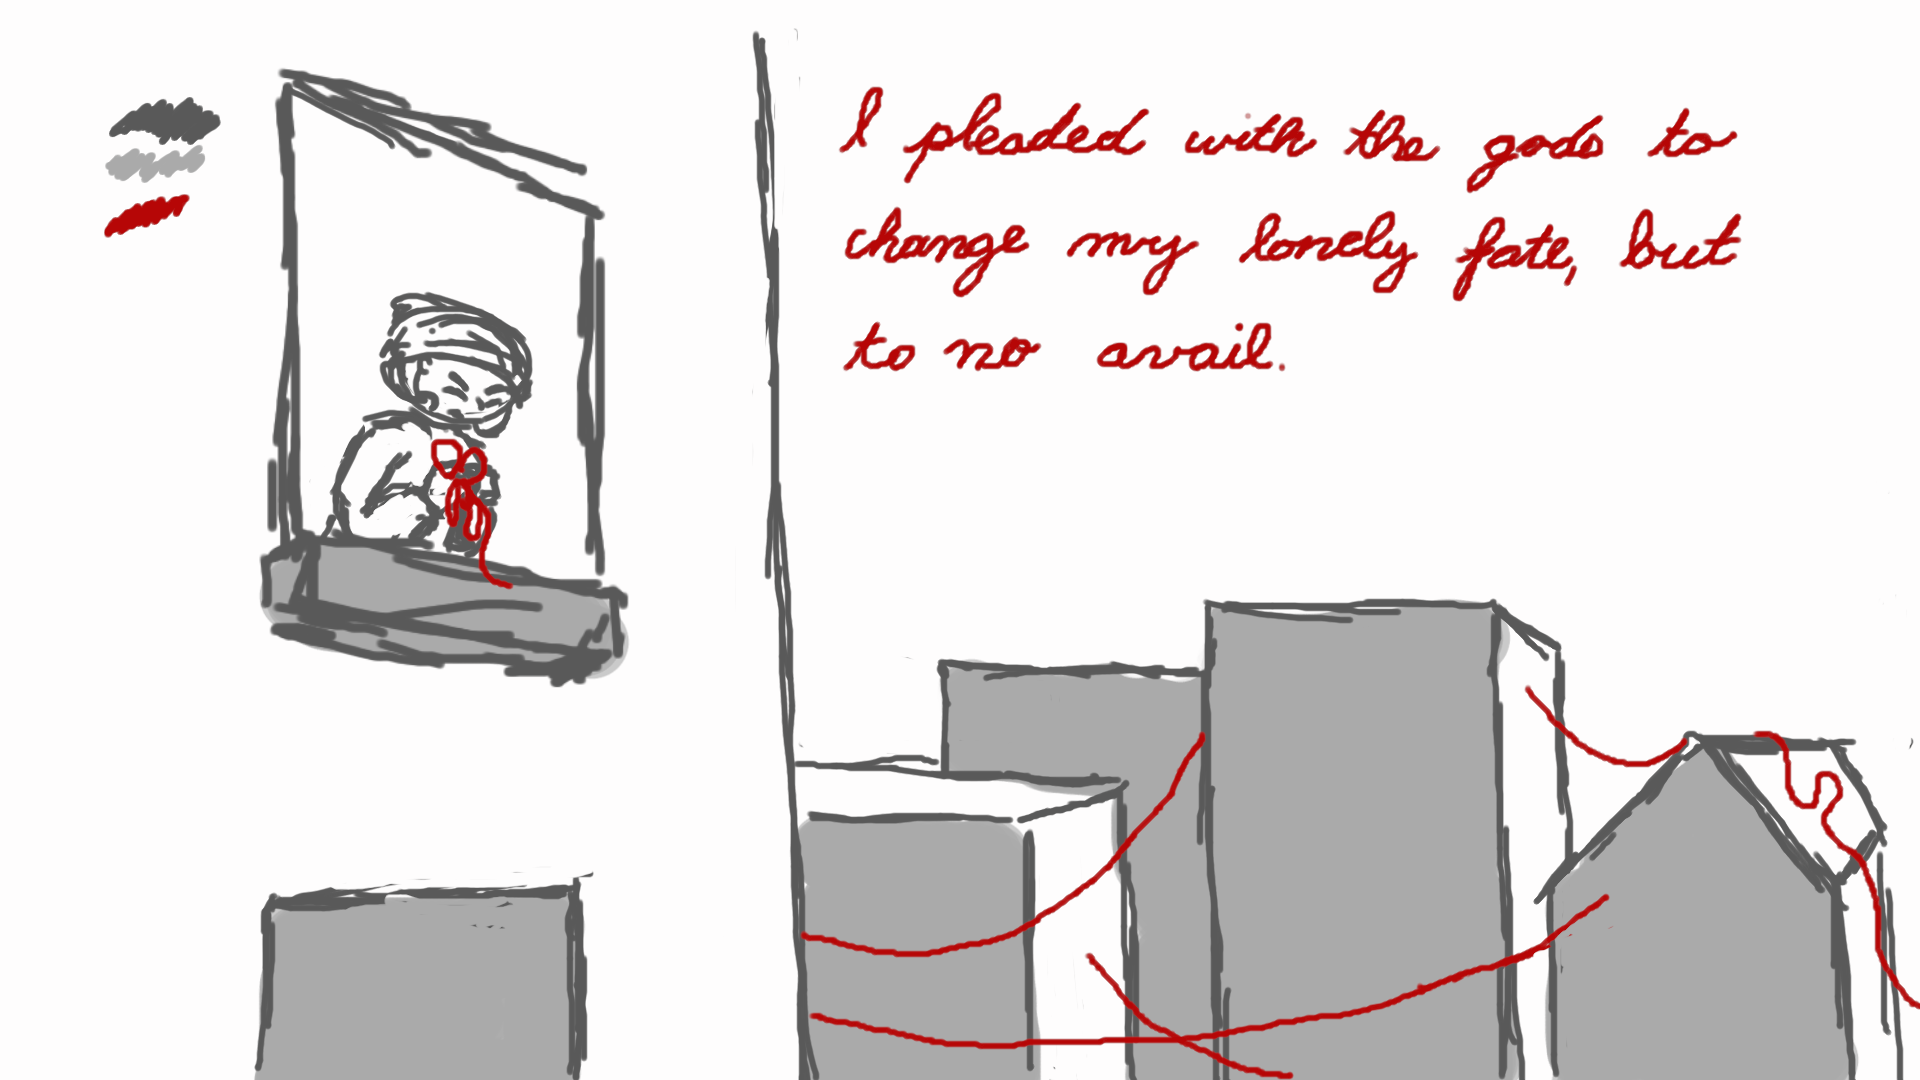 I pleaded with the gods to
change my lonely fate, but
to no avail.